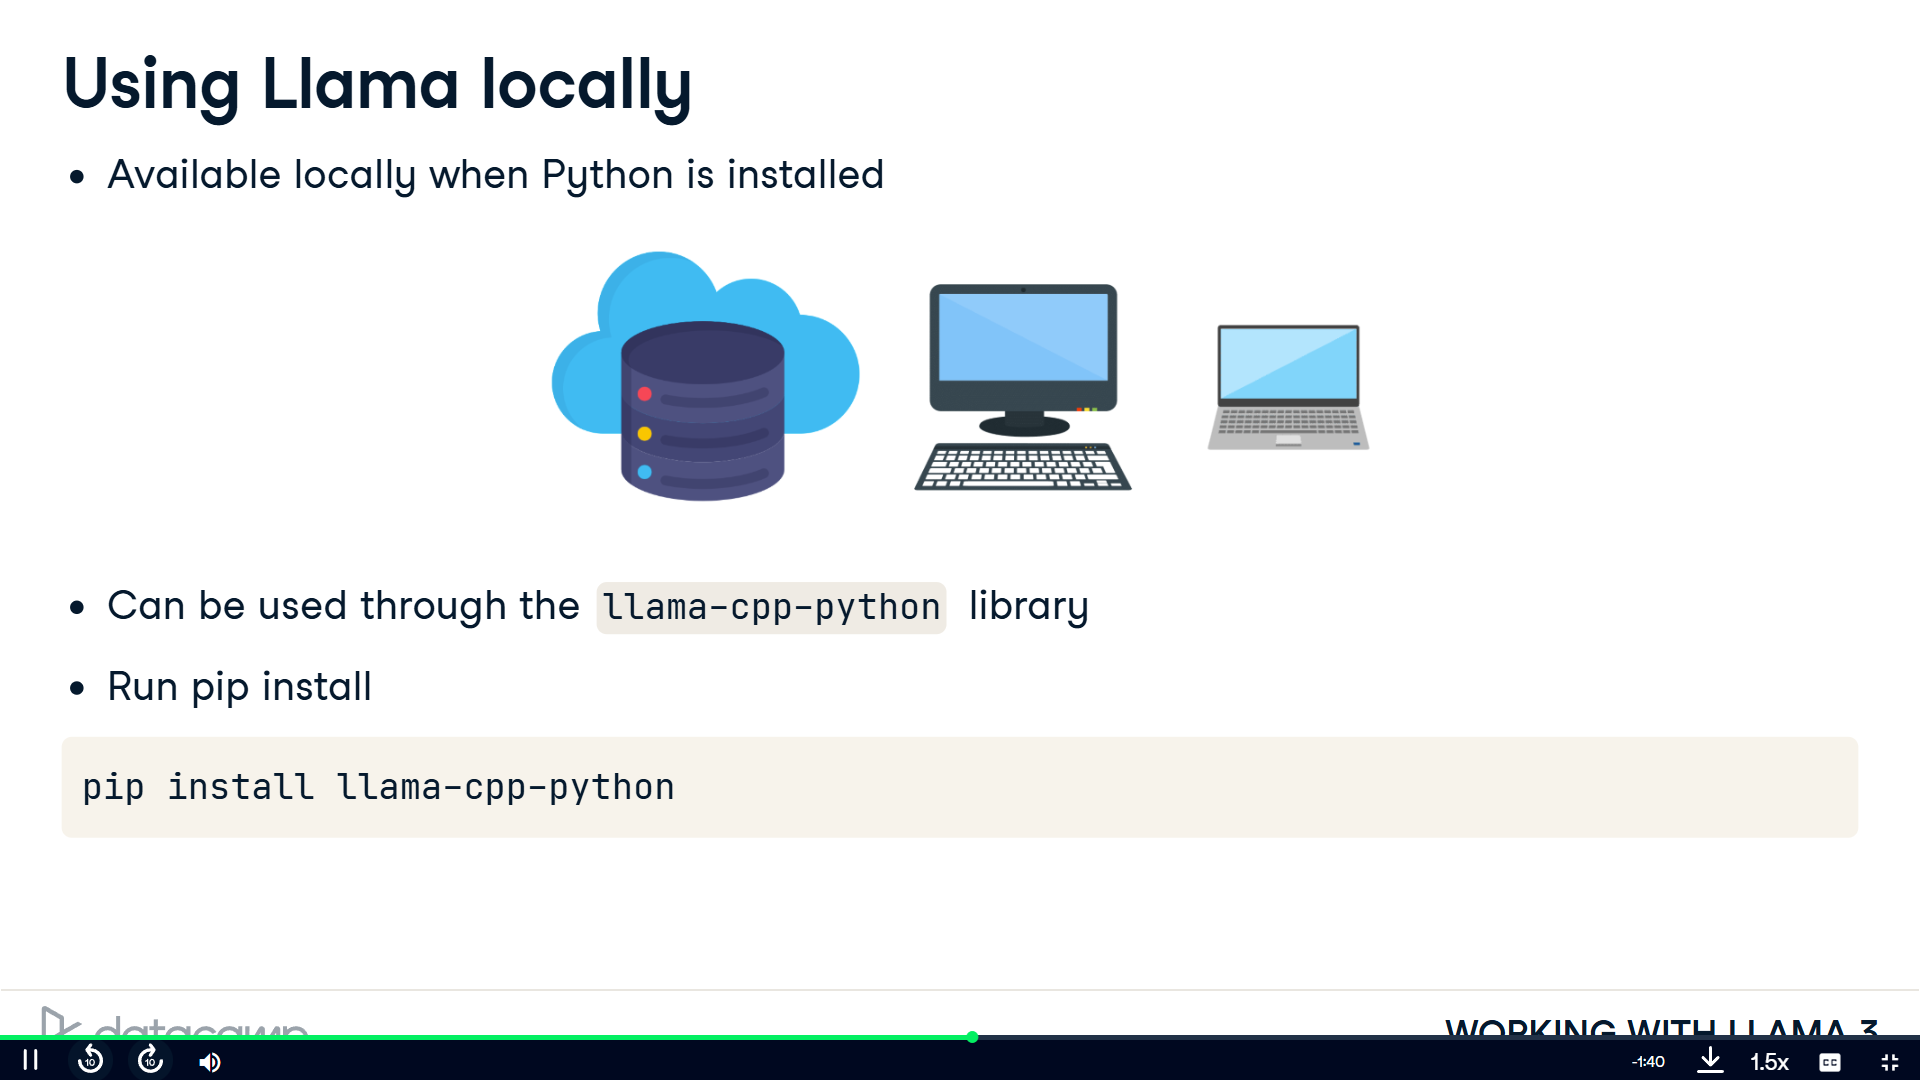 Using Llama locally
• Available locally when Python is installed
• Can be used through the llama-cpp-python library
• Run pip install
pip install llama-cpp-python
datacamp
WORKING WITH LLAMA 3
10
10
-1:40
1.5x
CC